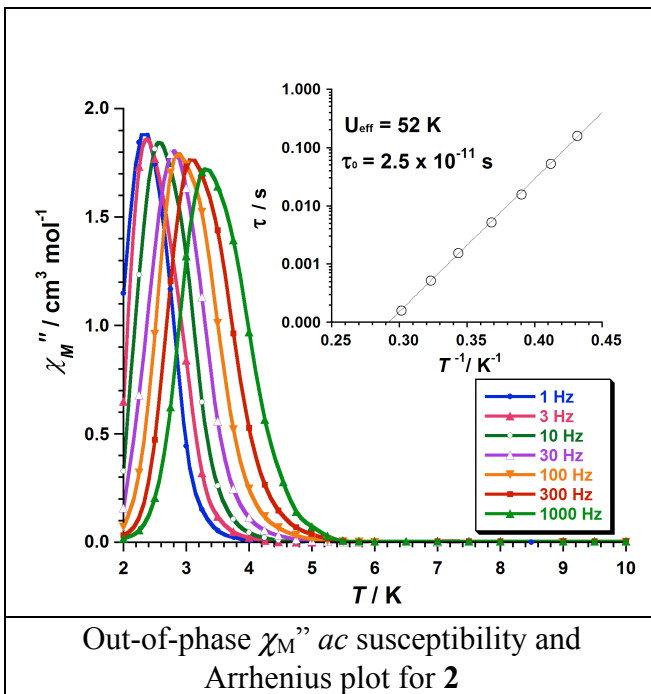 1.000
0.100
0.010
0.001
0.000
τ / s
U_eff = 52 K
τ₀ = 2.5 x 10⁻¹¹ s
0.25 0.30 0.35 0.40 0.45
T⁻¹/ K⁻¹
2.0
1.5
1.0
0.5
0.0
χ_M'' / cm³ mol⁻¹
1 Hz
3 Hz
10 Hz
30 Hz
100 Hz
300 Hz
1000 Hz
2 3 4 5 6 7 8 9 10
T / K
Out-of-phase χ_M” ac susceptibility and
Arrhenius plot for 2